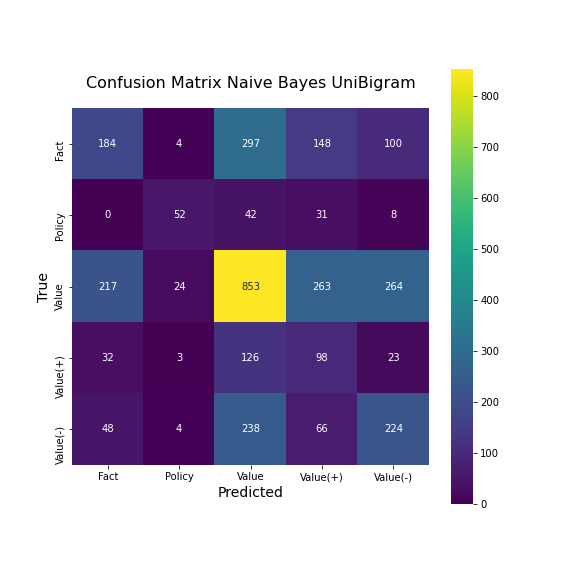 Confusion Matrix Naive Bayes UniBigram
800
700
600
500
400
300
200
100
0
True
Fact
184 4 297 148 100
Policy
0 52 42 31 8
Value
217 24 853 263 264
Value(+)
32 3 126 98 23
Value(-)
48 4 238 66 224
Fact Policy Value Value(+) Value(-)
Predicted